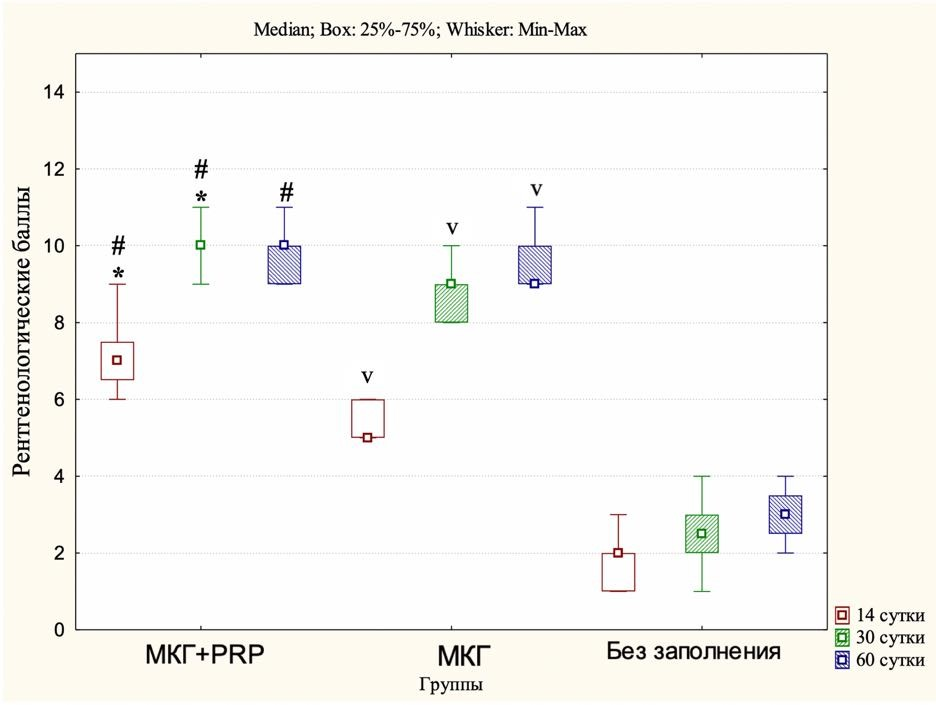 Median; Box: 25%-75%; Whisker: Min-Max
Рентгенологические баллы
14
12
10
8
6
4
2
0
#
*
#
*
#
v
v
v
МКГ+PRP
МКГ
Без заполнения
Группы
14 сутки
30 сутки
60 сутки